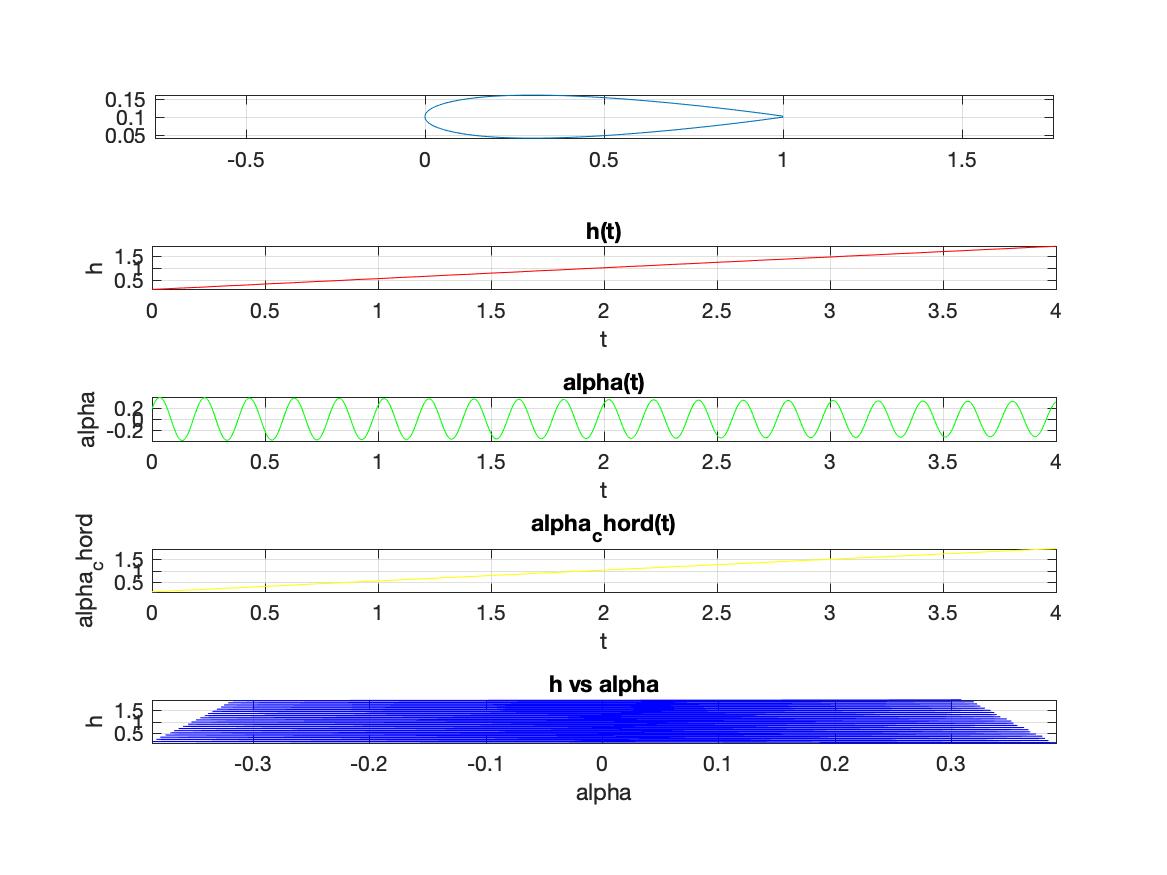 0.15
0.1
0.05
-0.5 0 0.5 1 1.5
h(t)
1.5
1
0.5
h
0 0.5 1 1.5 2 2.5 3 3.5 4
t
alpha(t)
0.2
0
-0.2
alpha
0 0.5 1 1.5 2 2.5 3 3.5 4
t
alpha_chord(t)
1.5
1
0.5
alpha_chord
0 0.5 1 1.5 2 2.5 3 3.5 4
t
h vs alpha
1.5
1
0.5
h
-0.3 -0.2 -0.1 0 0.1 0.2 0.3
alpha